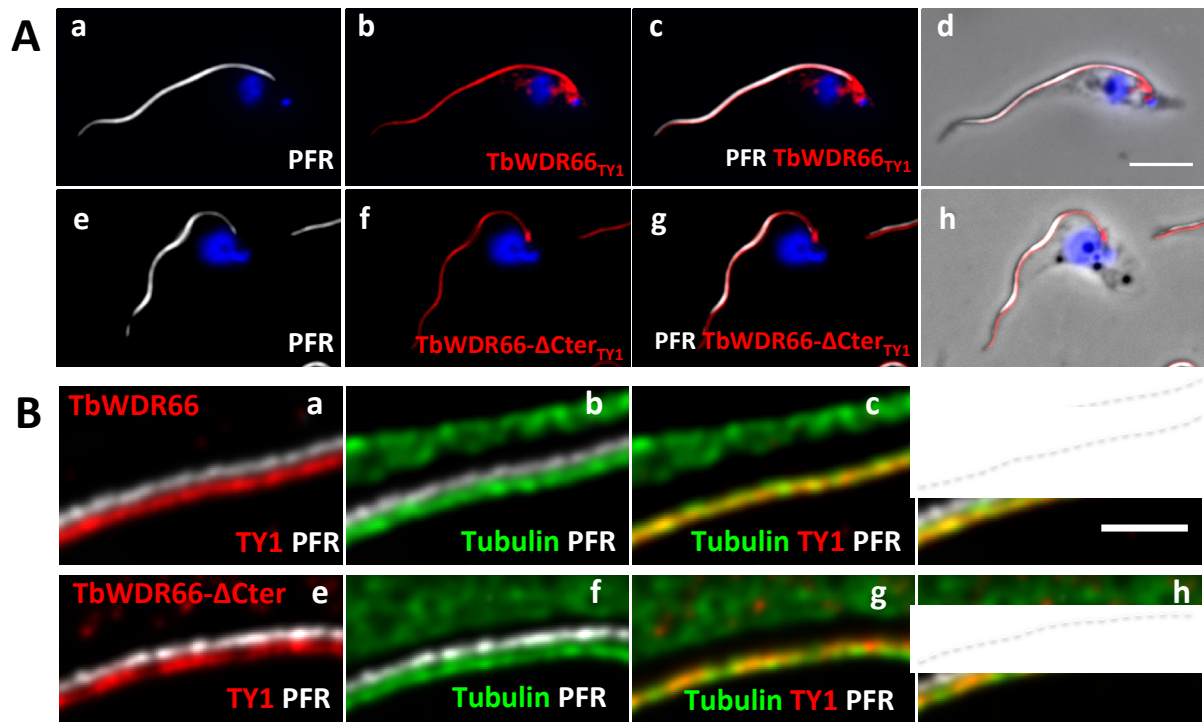 A
a
b
c
d
PFR
TbWDR66TY1
PFR TbWDR66TY1
e
f
g
h
PFR
TbWDR66-ΔCterTY1
PFR TbWDR66-ΔCterTY1
B
TbWDR66
a
b
c
TY1 PFR
Tubulin PFR
Tubulin TY1 PFR
TbWDR66-ΔCter
e
f
g
h
TY1 PFR
Tubulin PFR
Tubulin TY1 PFR